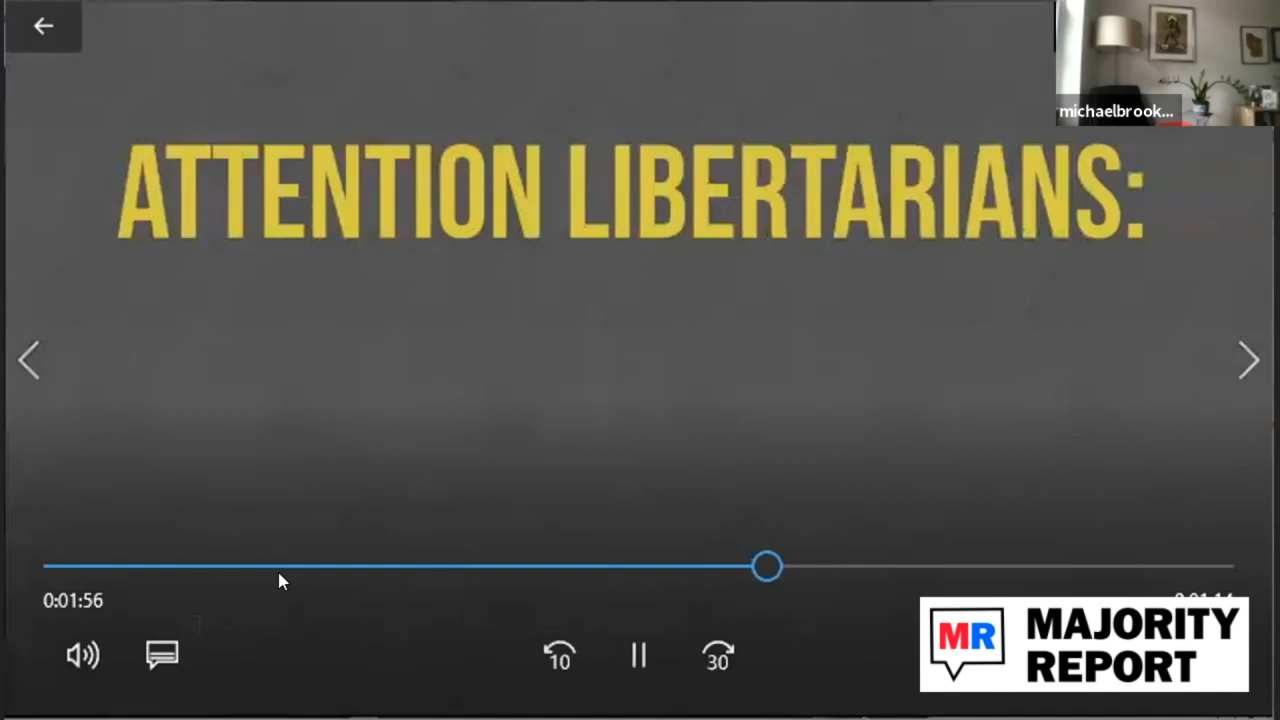 michaelbrook...
ATTENTION LIBERTARIANS:
0:01:56
10
30
MR
MAJORITY
REPORT